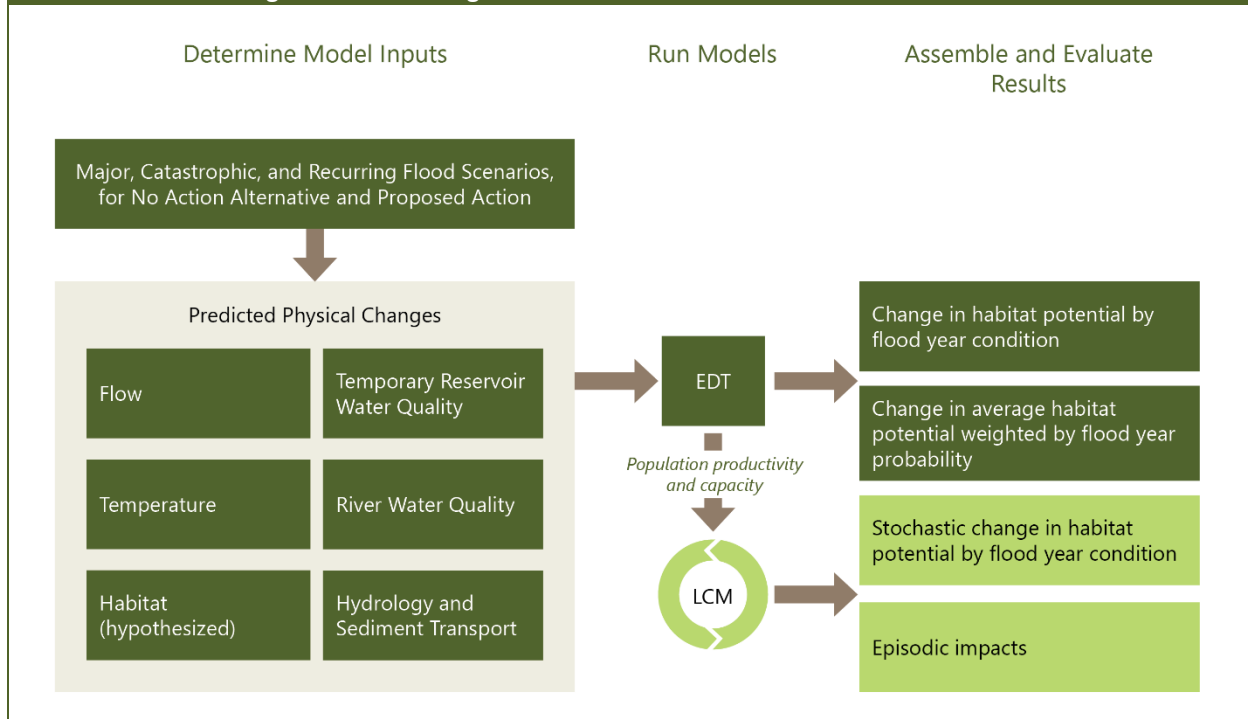 Determine Model Inputs
Run Models
Assemble and Evaluate
Results
Major, Catastrophic, and Recurring Flood Scenarios,
for No Action Alternative and Proposed Action
Predicted Physical Changes
Flow
Temporary Reservoir
Water Quality
Temperature
River Water Quality
Habitat
(hypothesized)
Hydrology and
Sediment Transport
EDT
Population productivity
and capacity
LCM
Change in habitat potential by
flood year condition
Change in average habitat
potential weighted by flood year
probability
Stochastic change in habitat
potential by flood year condition
Episodic impacts